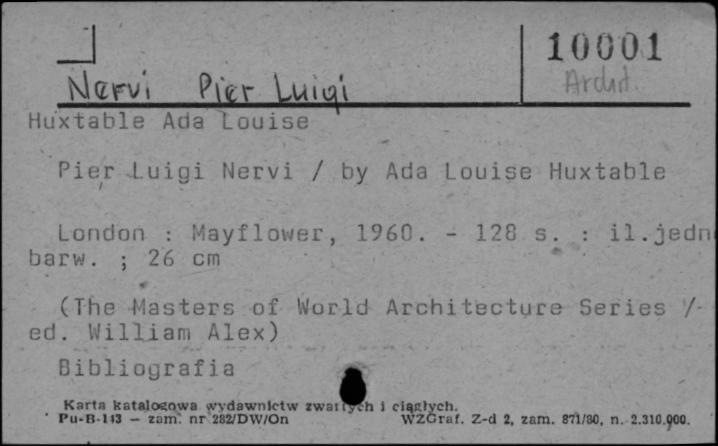 10001
Archit.
Nervi Pier Luigi
Huxtable Ada Louise
Pier Luigi Nervi / by Ada Louise Huxtable
London : Mayflower, 1960. - 128 s. : il.jedno
barw. ; 26 cm
(The Masters of World Architecture Series /-
ed. William Alex)
Bibliografia
Karta katalogowa wydawnictw zwartych i ciągłych.
Pu-B-113 — zam. nr 282/DW/On WZGraf. Z-d 2, zam. 871/80, n. 2.310.000.